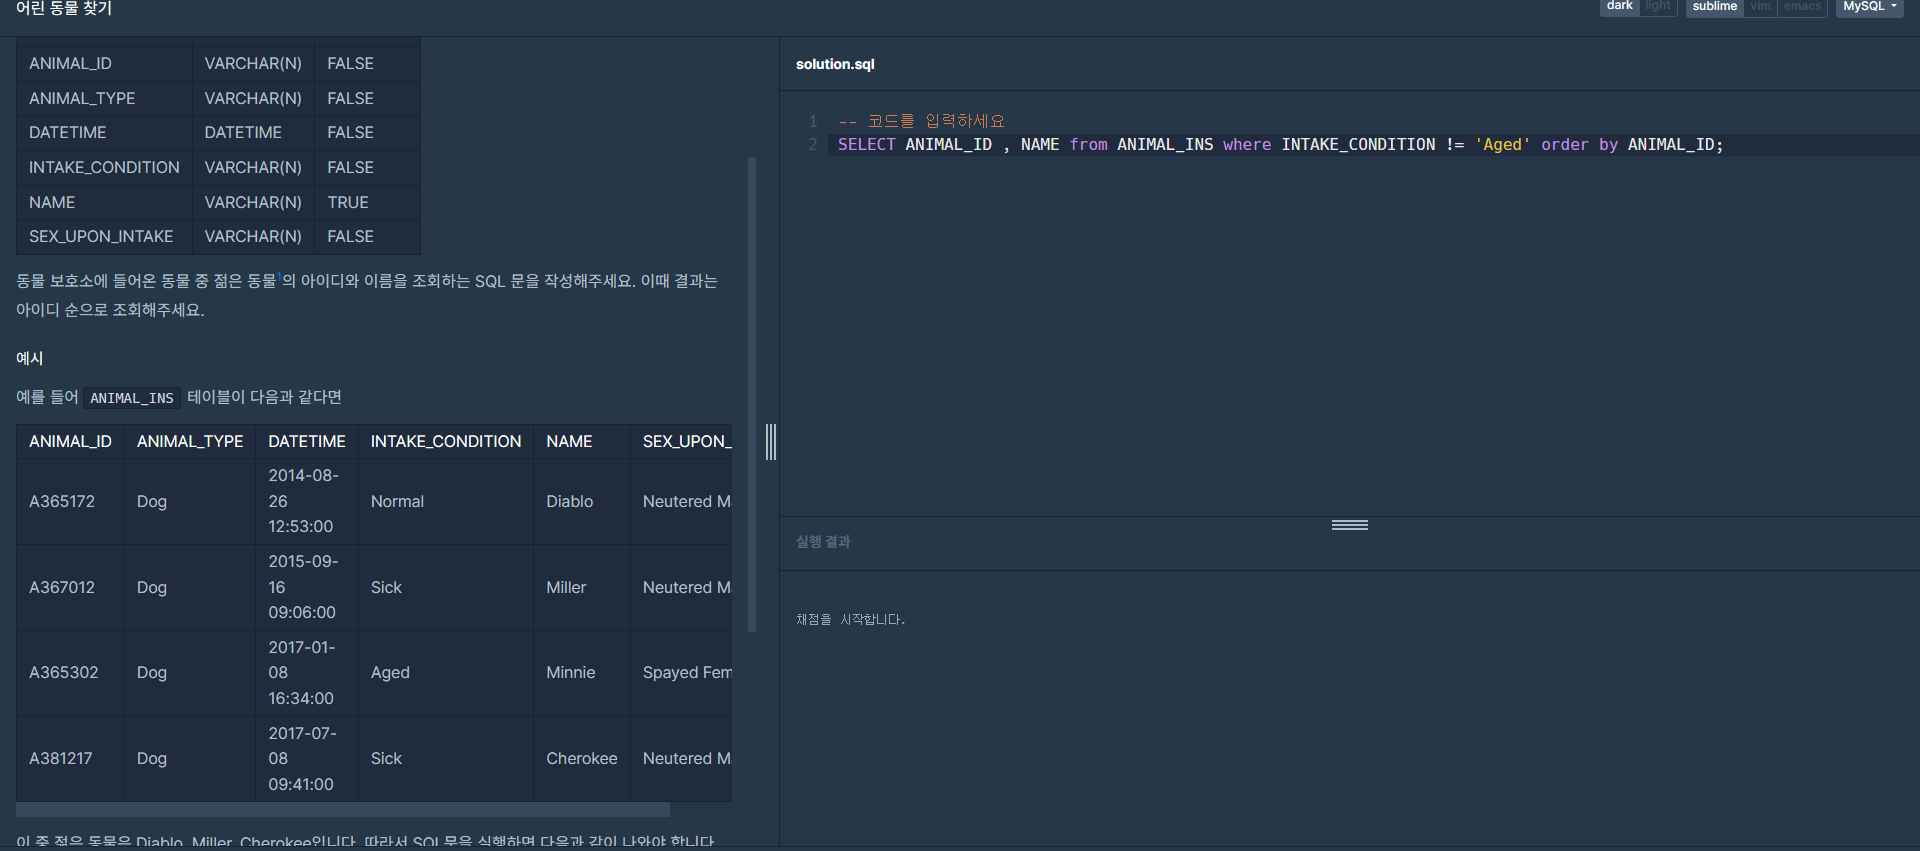 어린 동물 찾기
dark light sublime vim emacs MySQL
ANIMAL_ID VARCHAR(N) FALSE
ANIMAL_TYPE VARCHAR(N) FALSE
DATETIME DATETIME FALSE
INTAKE_CONDITION VARCHAR(N) FALSE
NAME VARCHAR(N) TRUE
SEX_UPON_INTAKE VARCHAR(N) FALSE
동물 보호소에 들어온 동물 중 젊은 동물1의 아이디와 이름을 조회하는 SQL 문을 작성해주세요. 이때 결과는
아이디 순으로 조회해주세요.
예시
예를 들어 ANIMAL_INS 테이블이 다음과 같다면
ANIMAL_ID ANIMAL_TYPE DATETIME INTAKE_CONDITION NAME SEX_UPON_
A365172 Dog 2014-08-
26
12:53:00 Normal Diablo Neutered Ma
A367012 Dog 2015-09-
16
09:06:00 Sick Miller Neutered Ma
A365302 Dog 2017-01-
08
16:34:00 Aged Minnie Spayed Fem
A381217 Dog 2017-07-
08
09:41:00 Sick Cherokee Neutered Ma
이 중 젊은 동물은 Diablo, Miller, Cherokee입니다. 따라서 SQL문을 실행하면 다음과 같이 나와야 합니다.
solution.sql
1 -- 코드를 입력하세요
2 SELECT ANIMAL_ID , NAME from ANIMAL_INS where INTAKE_CONDITION != 'Aged' order by ANIMAL_ID;
실행 결과
채점을 시작합니다.